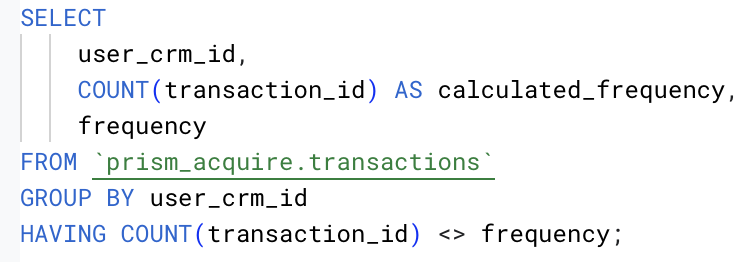 SELECT
user_crm_id,
COUNT(transaction_id) AS calculated_frequency,
frequency
FROM `prism_acquire.transactions`
GROUP BY user_crm_id
HAVING COUNT(transaction_id) <> frequency;